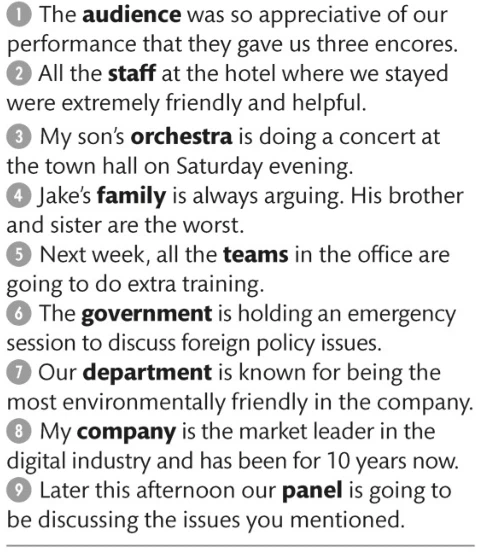 1 The audience was so appreciative of our
performance that they gave us three encores.
2 All the staff at the hotel where we stayed
were extremely friendly and helpful.
3 My son's orchestra is doing a concert at
the town hall on Saturday evening.
4 Jake's family is always arguing. His brother
and sister are the worst.
5 Next week, all the teams in the office are
going to do extra training.
6 The government is holding an emergency
session to discuss foreign policy issues.
7 Our department is known for being the
most environmentally friendly in the company.
8 My company is the market leader in the
digital industry and has been for 10 years now.
9 Later this afternoon our panel is going to
be discussing the issues you mentioned.